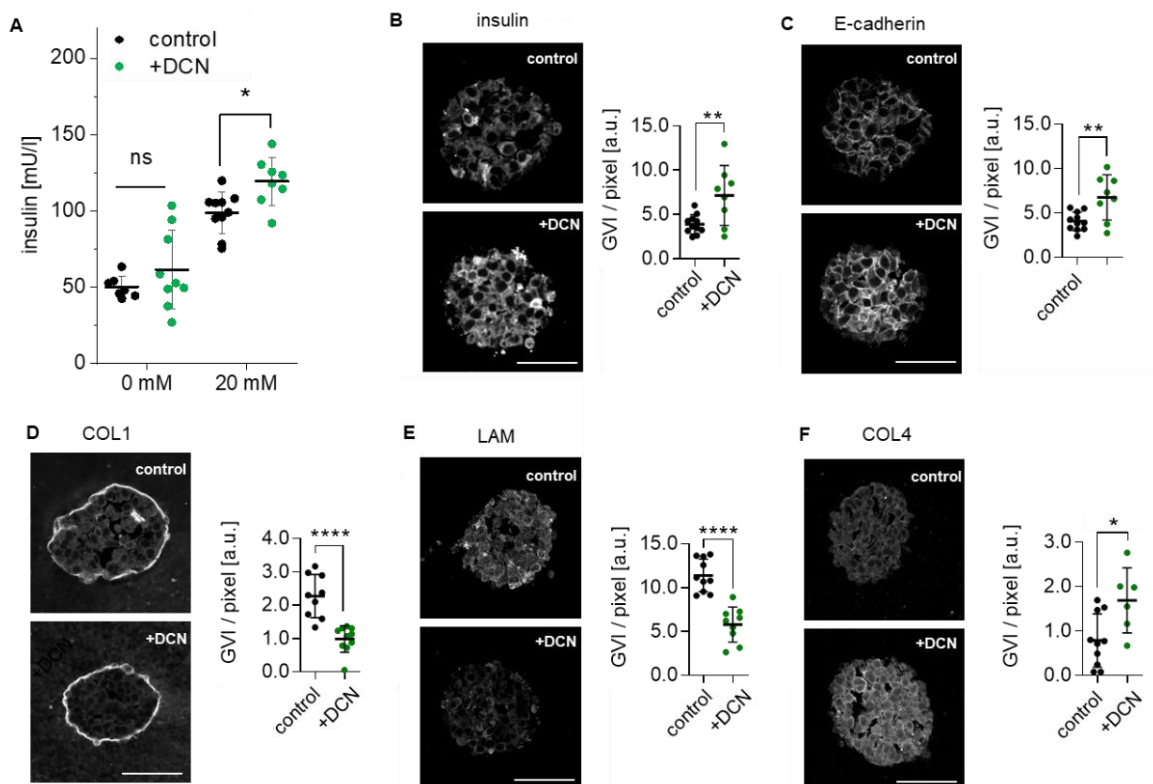 A
control
+DCN
insulin [mU/l]
200
150
100
50
0
ns
*
0 mM
20 mM
B
insulin
control
+DCN
GVI / pixel [a.u.]
15.0
10.0
5.0
0.0
**
control
+DCN
C
E-cadherin
control
+DCN
GVI / pixel [a.u.]
15.0
10.0
5.0
0.0
**
control
D
COL1
control
+DCN
+DCN
GVI / pixel [a.u.]
4.0
3.0
2.0
1.0
0.0
****
control
+DCN
E
LAM
control
+DCN
GVI / pixel [a.u.]
15.0
10.0
5.0
0.0
****
control
+DCN
F
COL4
control
+DCN
GVI / pixel [a.u.]
3.0
2.0
1.0
0.0
*
control
+DCN